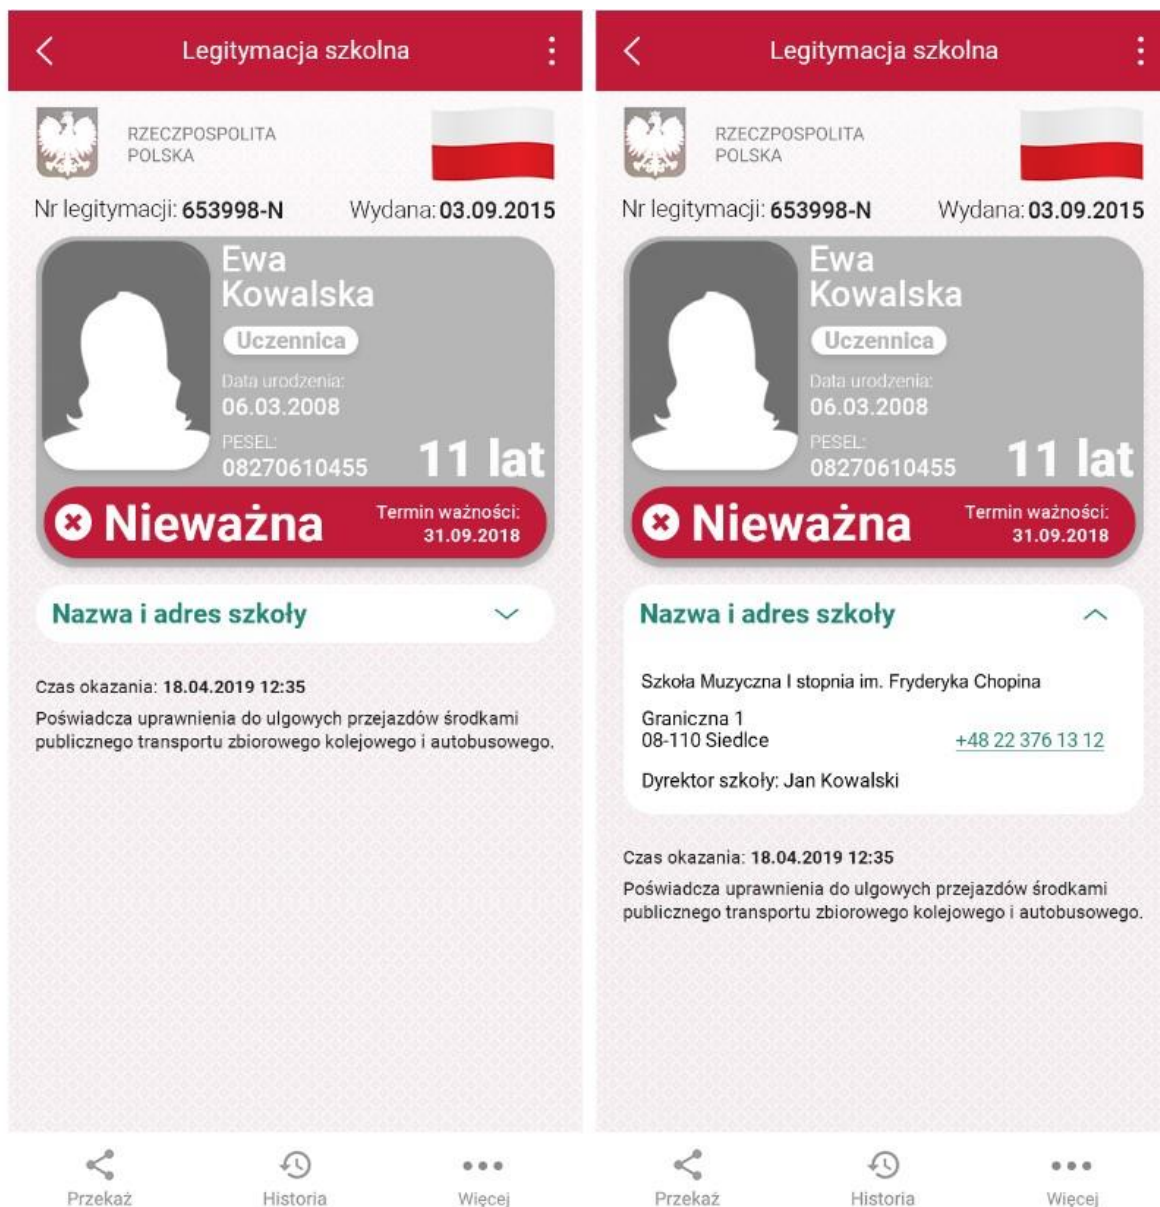 Legitymacja szkolna
RZECZPOSPOLITA
POLSKA
Nr legitymacji: 653998-N Wydana: 03.09.2015
Ewa
Kowalska
Uczennica
Data urodzenia:
06.03.2008
PESEL:
08270610455
11 lat
Nieważna
Termin ważności:
31.09.2018
Nazwa i adres szkoły
Czas okazania: 18.04.2019 12:35
Poświadcza uprawnienia do ulgowych przejazdów środkami
publicznego transportu zbiorowego kolejowego i autobusowego.
Przekaż Historia Więcej
Legitymacja szkolna
RZECZPOSPOLITA
POLSKA
Nr legitymacji: 653998-N Wydana: 03.09.2015
Ewa
Kowalska
Uczennica
Data urodzenia:
06.03.2008
PESEL:
08270610455
11 lat
Nieważna
Termin ważności:
31.09.2018
Nazwa i adres szkoły
Szkoła Muzyczna I stopnia im. Fryderyka Chopina
Graniczna 1
08-110 Siedlce +48 22 376 13 12
Dyrektor szkoły: Jan Kowalski
Czas okazania: 18.04.2019 12:35
Poświadcza uprawnienia do ulgowych przejazdów środkami
publicznego transportu zbiorowego kolejowego i autobusowego.
Przekaż Historia Więcej